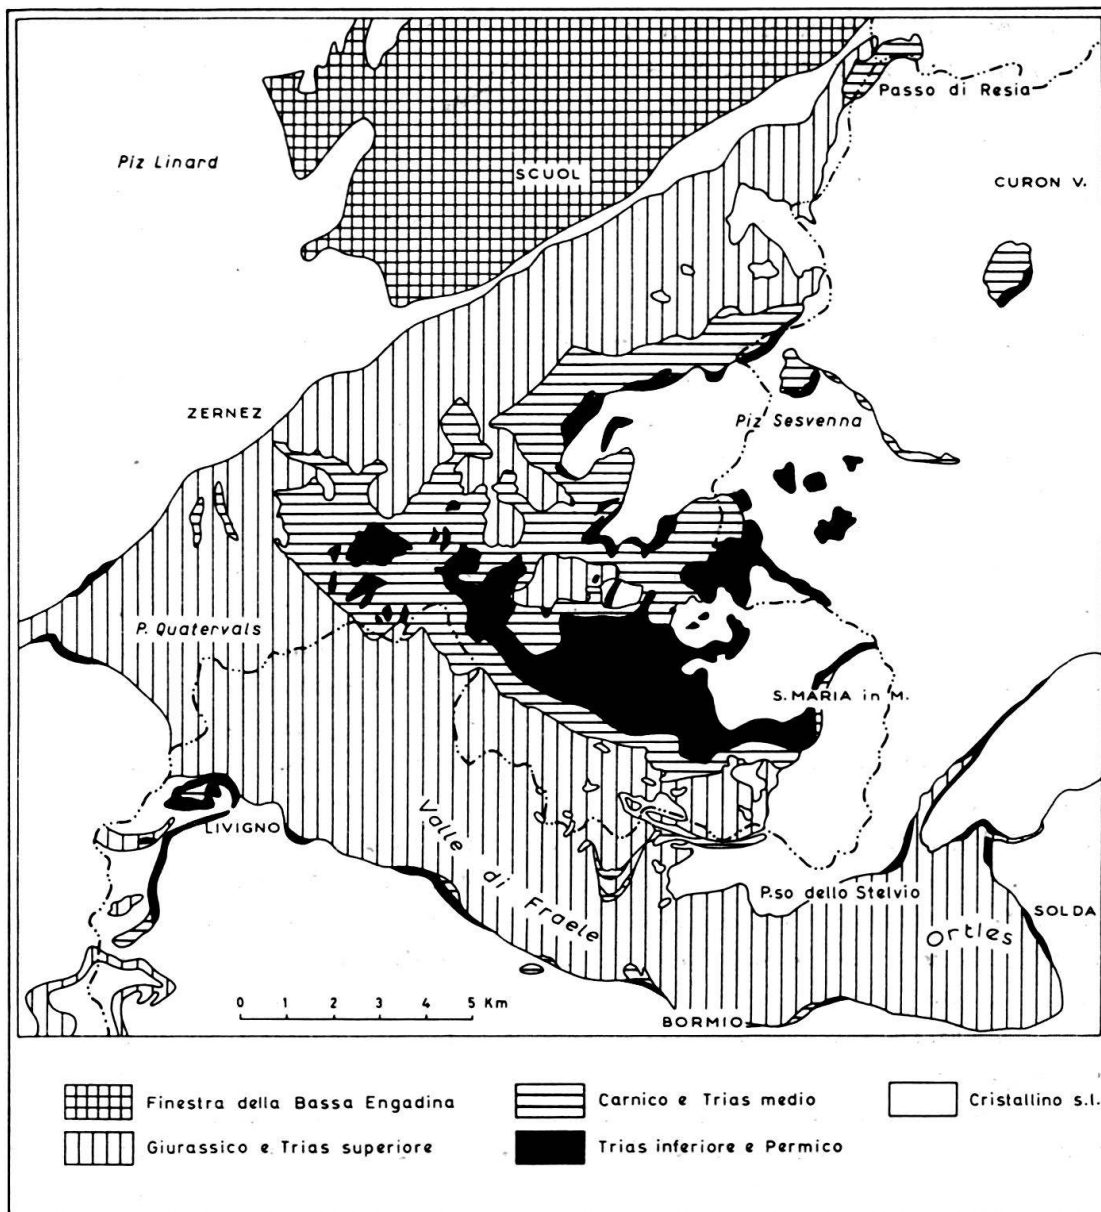 Passo di Resia
Piz Linard
SCUOL
CURON V.
ZERNEZ
Piz Sesvenna
P. Quatervals
S. MARIA in M.
LIVIGNO
Valle di Fraele
P.so dello Stelvio
SOLDA
Ortles
0 1 2 3 4 5 Km
BORMIO
Finestra della Bassa Engadina
Carnico e Trias medio
Cristallino s.l.
Giurassico e Trias superiore
Trias inferiore e Permico